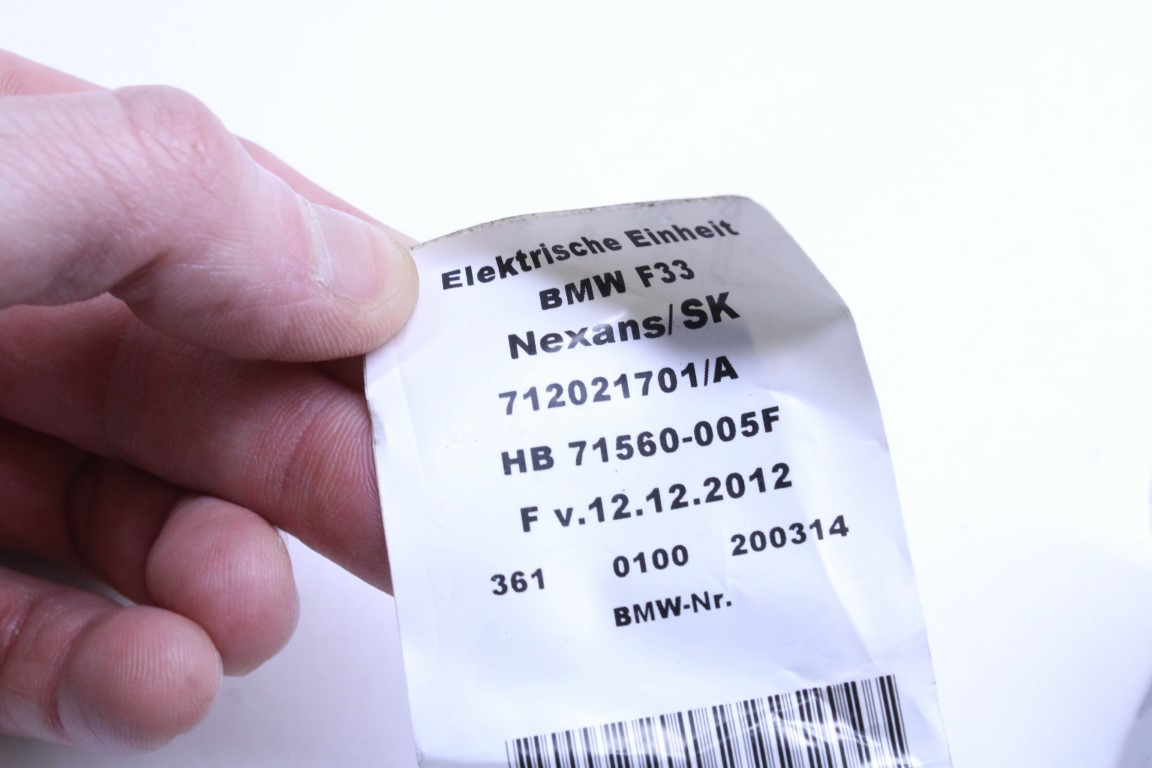 Elektrische Einheit
BMW F33
Nexans/SK
712021701/A
HB 71560-005F
F v.12.12.2012
361 0100 200314
BMW-Nr.